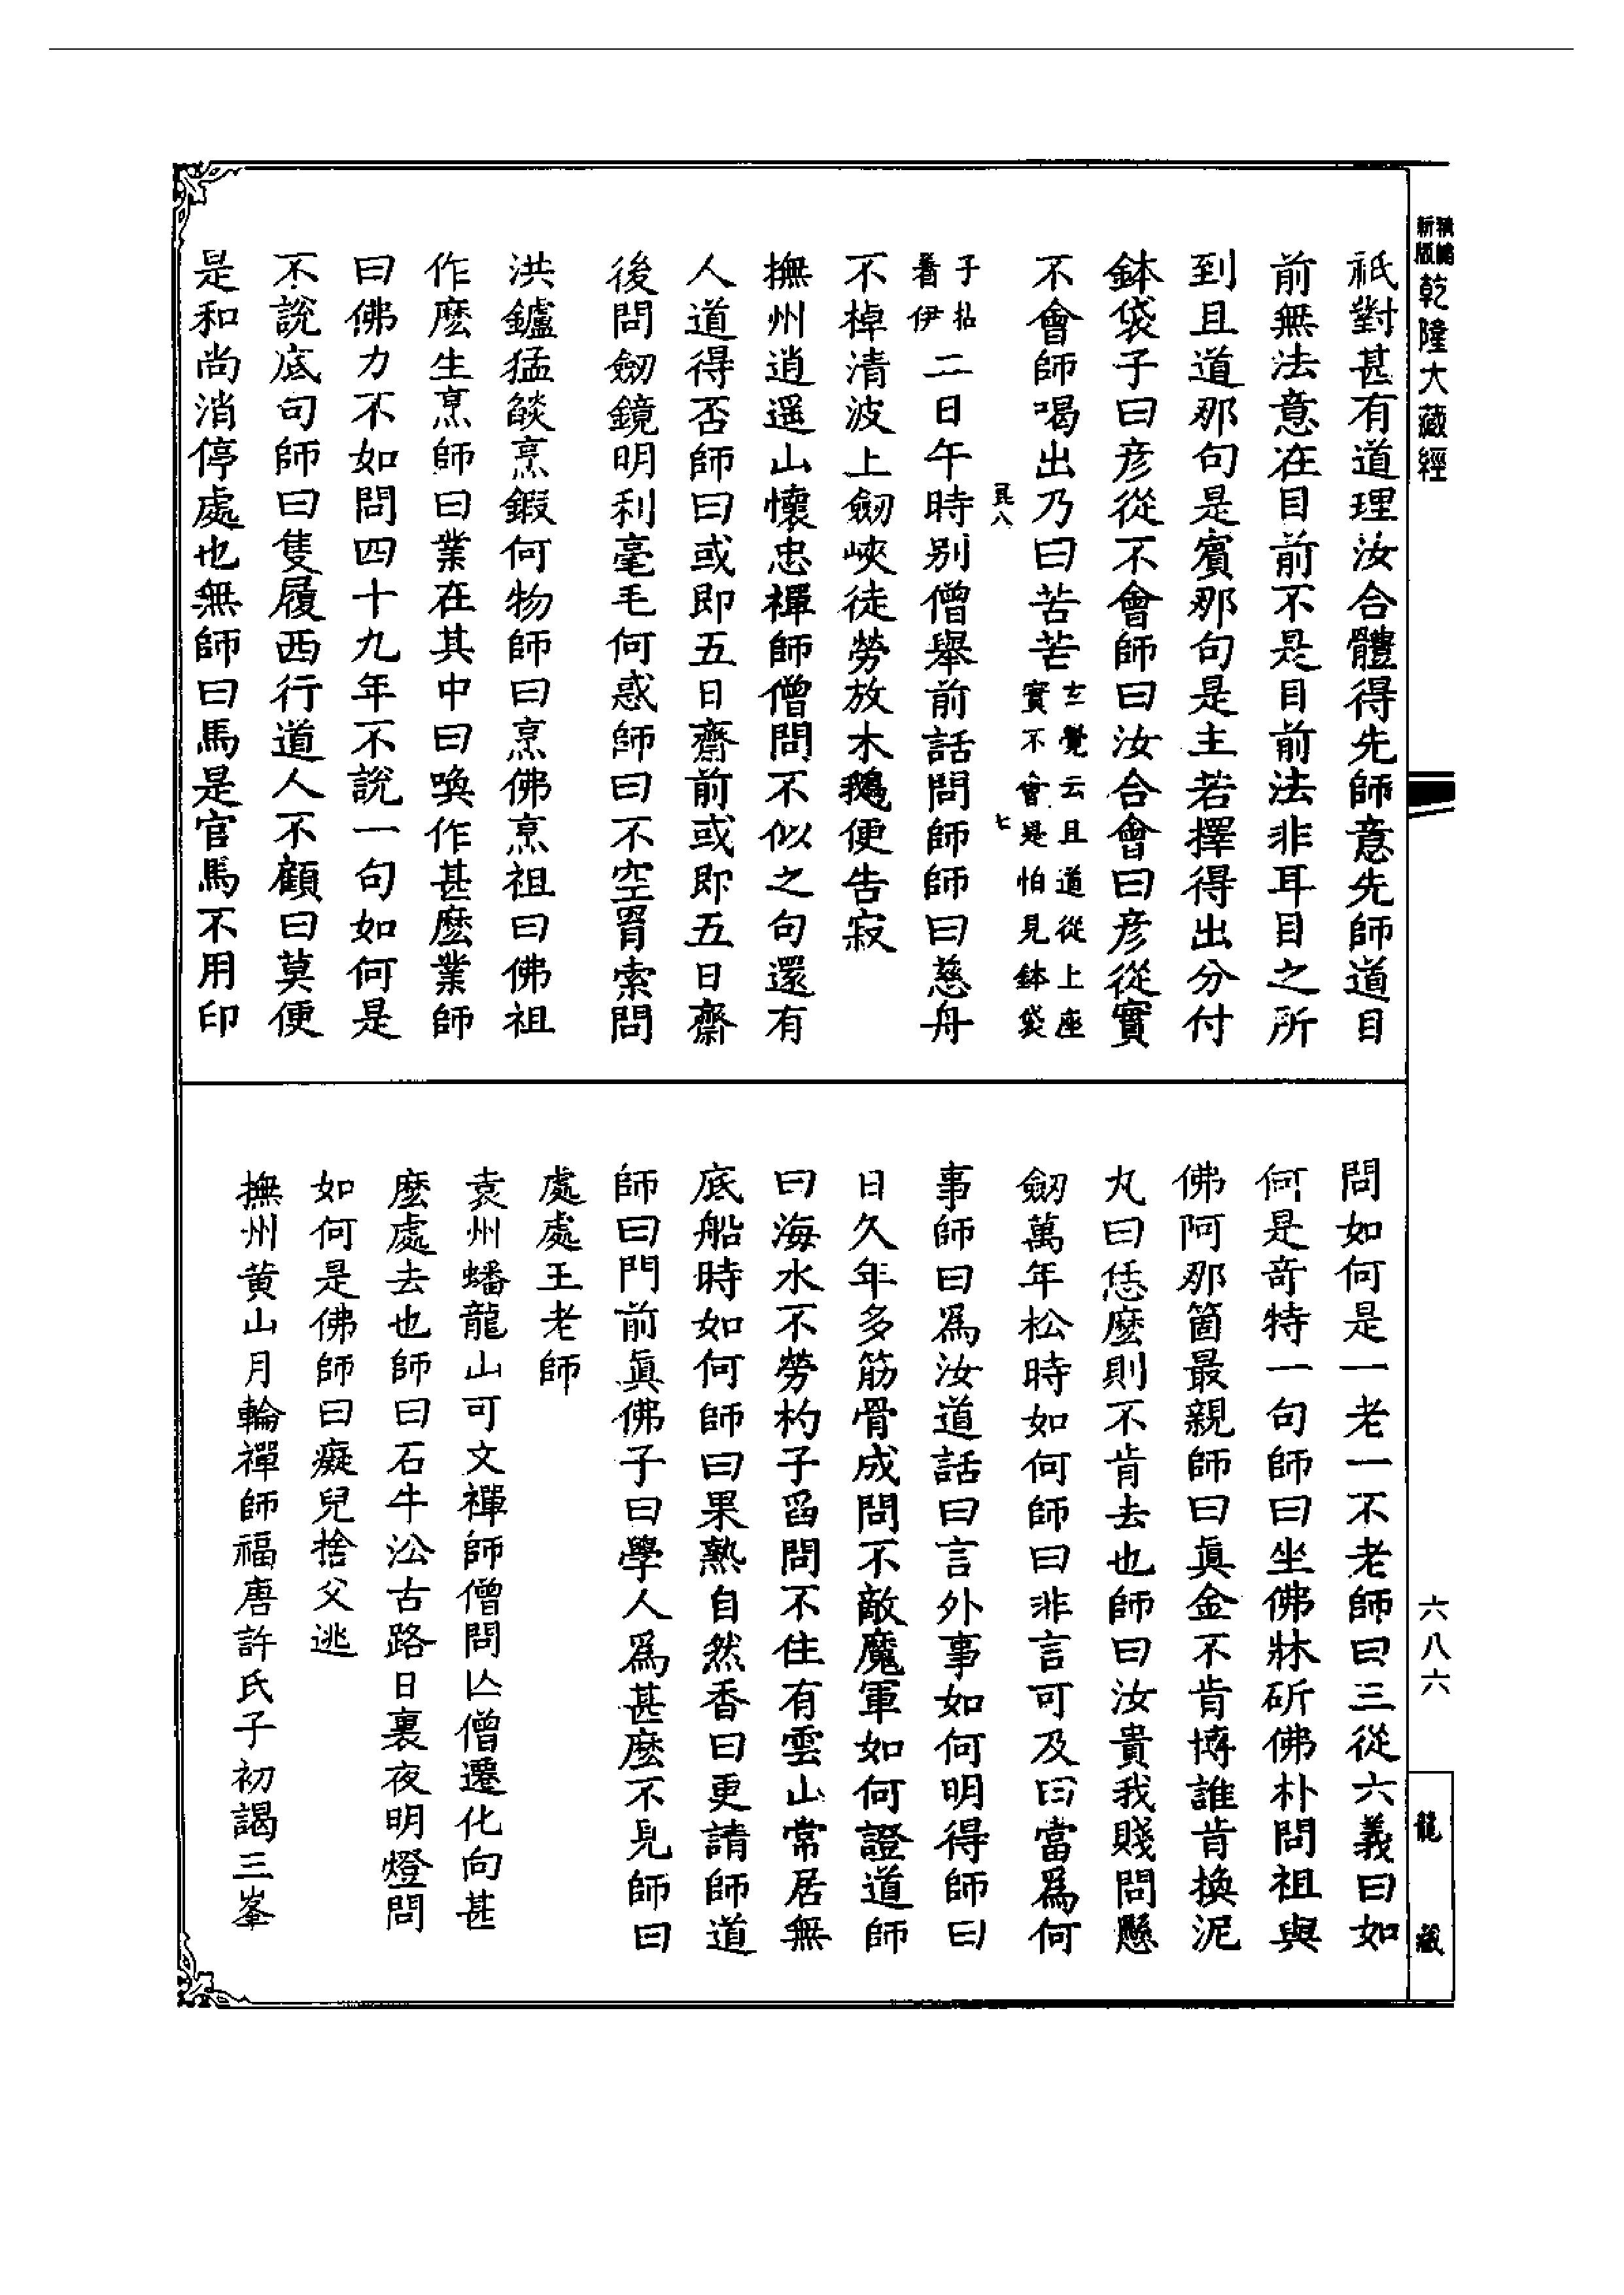 新版精編乾隆大藏經
六八六
龍藏
祇對甚有道理汝合體得先師意先師道目
前無法意在目前不是目前法非耳目之所
到且道那句是賓那句是主若擇得出分付
鉢袋子曰彦從不會師曰汝合會曰彦從實
不會師喝出乃曰苦苦
玄覺云且道從上座
實不會是怕見鉢袋
八
七
子拈
着伊
二日午時别僧舉前話問師師曰慈舟
不棹清波上劒峽徒勞放木鵝便告寂
撫州逍遥山懷忠禪師僧問不似之句還有
人道得否師曰或即五日齋前或即五日齋
後問劒鏡明利毫毛何惑師曰不空罥索問
洪鑪猛燄烹鍜何物師曰烹佛烹祖曰佛祖
作麽生烹師曰業在其中曰喚作甚麽業師
曰佛力不如問四十九年不說一句如何是
不說底句師曰隻履西行道人不顧曰莫便
是和尚消停處也無師曰馬是官馬不用印
問如何是一老一不老師曰三從六義曰如
何是奇特一句師曰坐佛牀斫佛朴問祖與
佛阿那箇最親師曰眞金不肯博誰肯換泥
丸曰恁麽則不肯去也師曰汝貴我賤問懸
劒萬年松時如何師曰非言可及曰當爲何
事師曰爲汝道話曰言外事如何明得師曰
日久年多筋骨成問不敵魔軍如何證道師
曰海水不勞杓子舀問不住有雲山常居無
底船時如何師曰果熟自然香曰更請師道
師曰門前眞佛子曰學人爲甚麽不見師曰
處處王老師
袁州蟠龍山可文禪師僧問亾僧遷化向甚
麽處去也師曰石牛㳂古路日裏夜明燈問
如何是佛師曰癡兒捨父逃
撫州黄山月輪禪師福唐許氏子初謁三峯